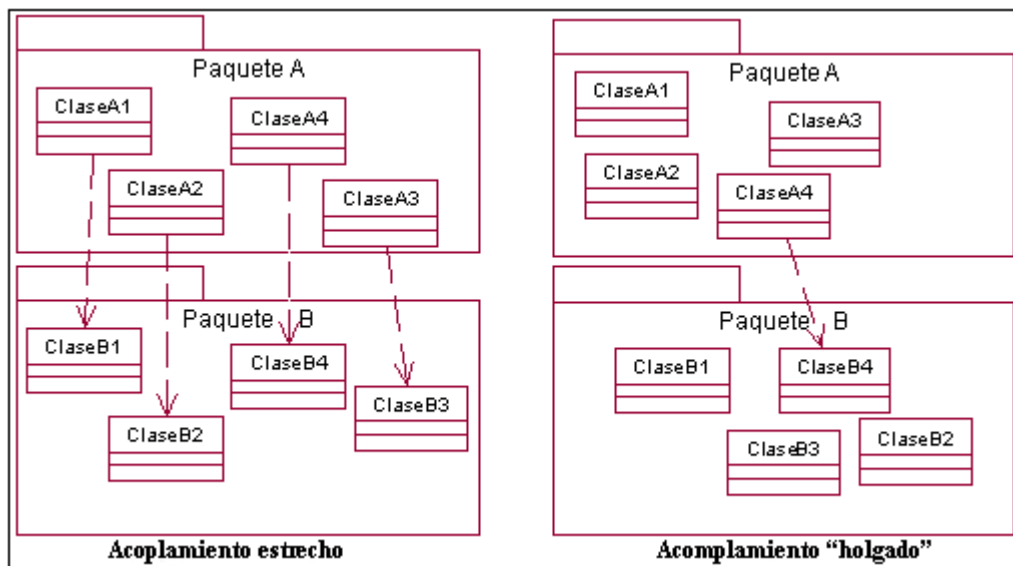 Paquete A
ClaseA1
ClaseA4
ClaseA2
ClaseA3
Paquete B
ClaseB1
ClaseB4
ClaseB3
ClaseB2
Acoplamiento estrecho
Paquete A
ClaseA1
ClaseA3
ClaseA2
ClaseA4
Paquete B
ClaseB1
ClaseB4
ClaseB3
ClaseB2
Acomplamiento “holgado”